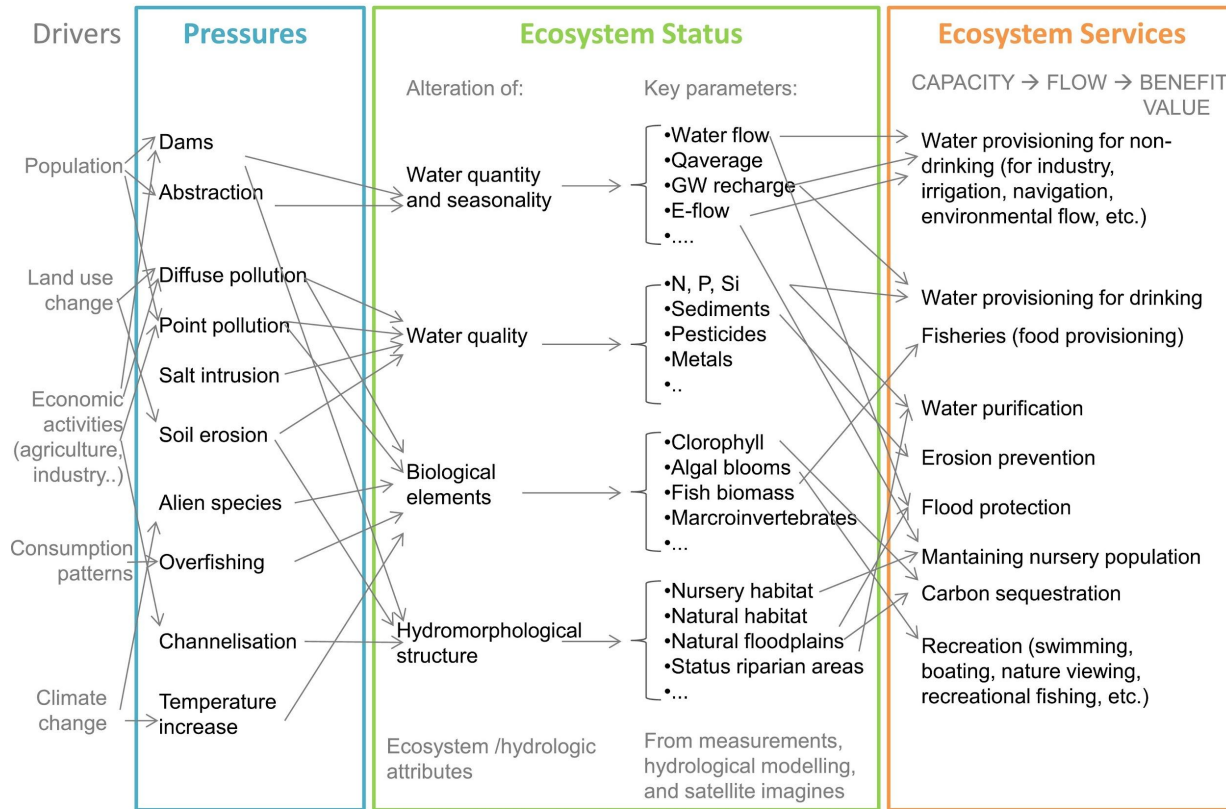 Drivers
Population
Land use
change
Economic
activities
(agriculture,
industry..)
Consumption
patterns
Climate
change
Pressures
Dams
Abstraction
Diffuse pollution
Point pollution
Salt intrusion
Soil erosion
Alien species
Overfishing
Channelisation
Temperature
increase
Ecosystem Status
Alteration of:
Water quantity
and seasonality
Water quality
Biological
elements
Hydromorphological
structure
Ecosystem /hydrologic
attributes
Key parameters:
•Water flow
•Qaverage
•GW recharge
•E-flow
•....
•N, P, Si
•Sediments
•Pesticides
•Metals
•..
•Clorophyll
•Algal blooms
•Fish biomass
•Marcroinvertebrates
•...
•Nursery habitat
•Natural habitat
•Natural floodplains
•Status riparian areas
•...
From measurements,
hydrological modelling,
and satellite imagines
Ecosystem Services
CAPACITY → FLOW → BENEFIT
VALUE
Water provisioning for non-
drinking (for industry,
irrigation, navigation,
environmental flow, etc.)
Water provisioning for drinking
Fisheries (food provisioning)
Water purification
Erosion prevention
Flood protection
Mantaining nursery population
Carbon sequestration
Recreation (swimming,
boating, nature viewing,
recreational fishing, etc.)